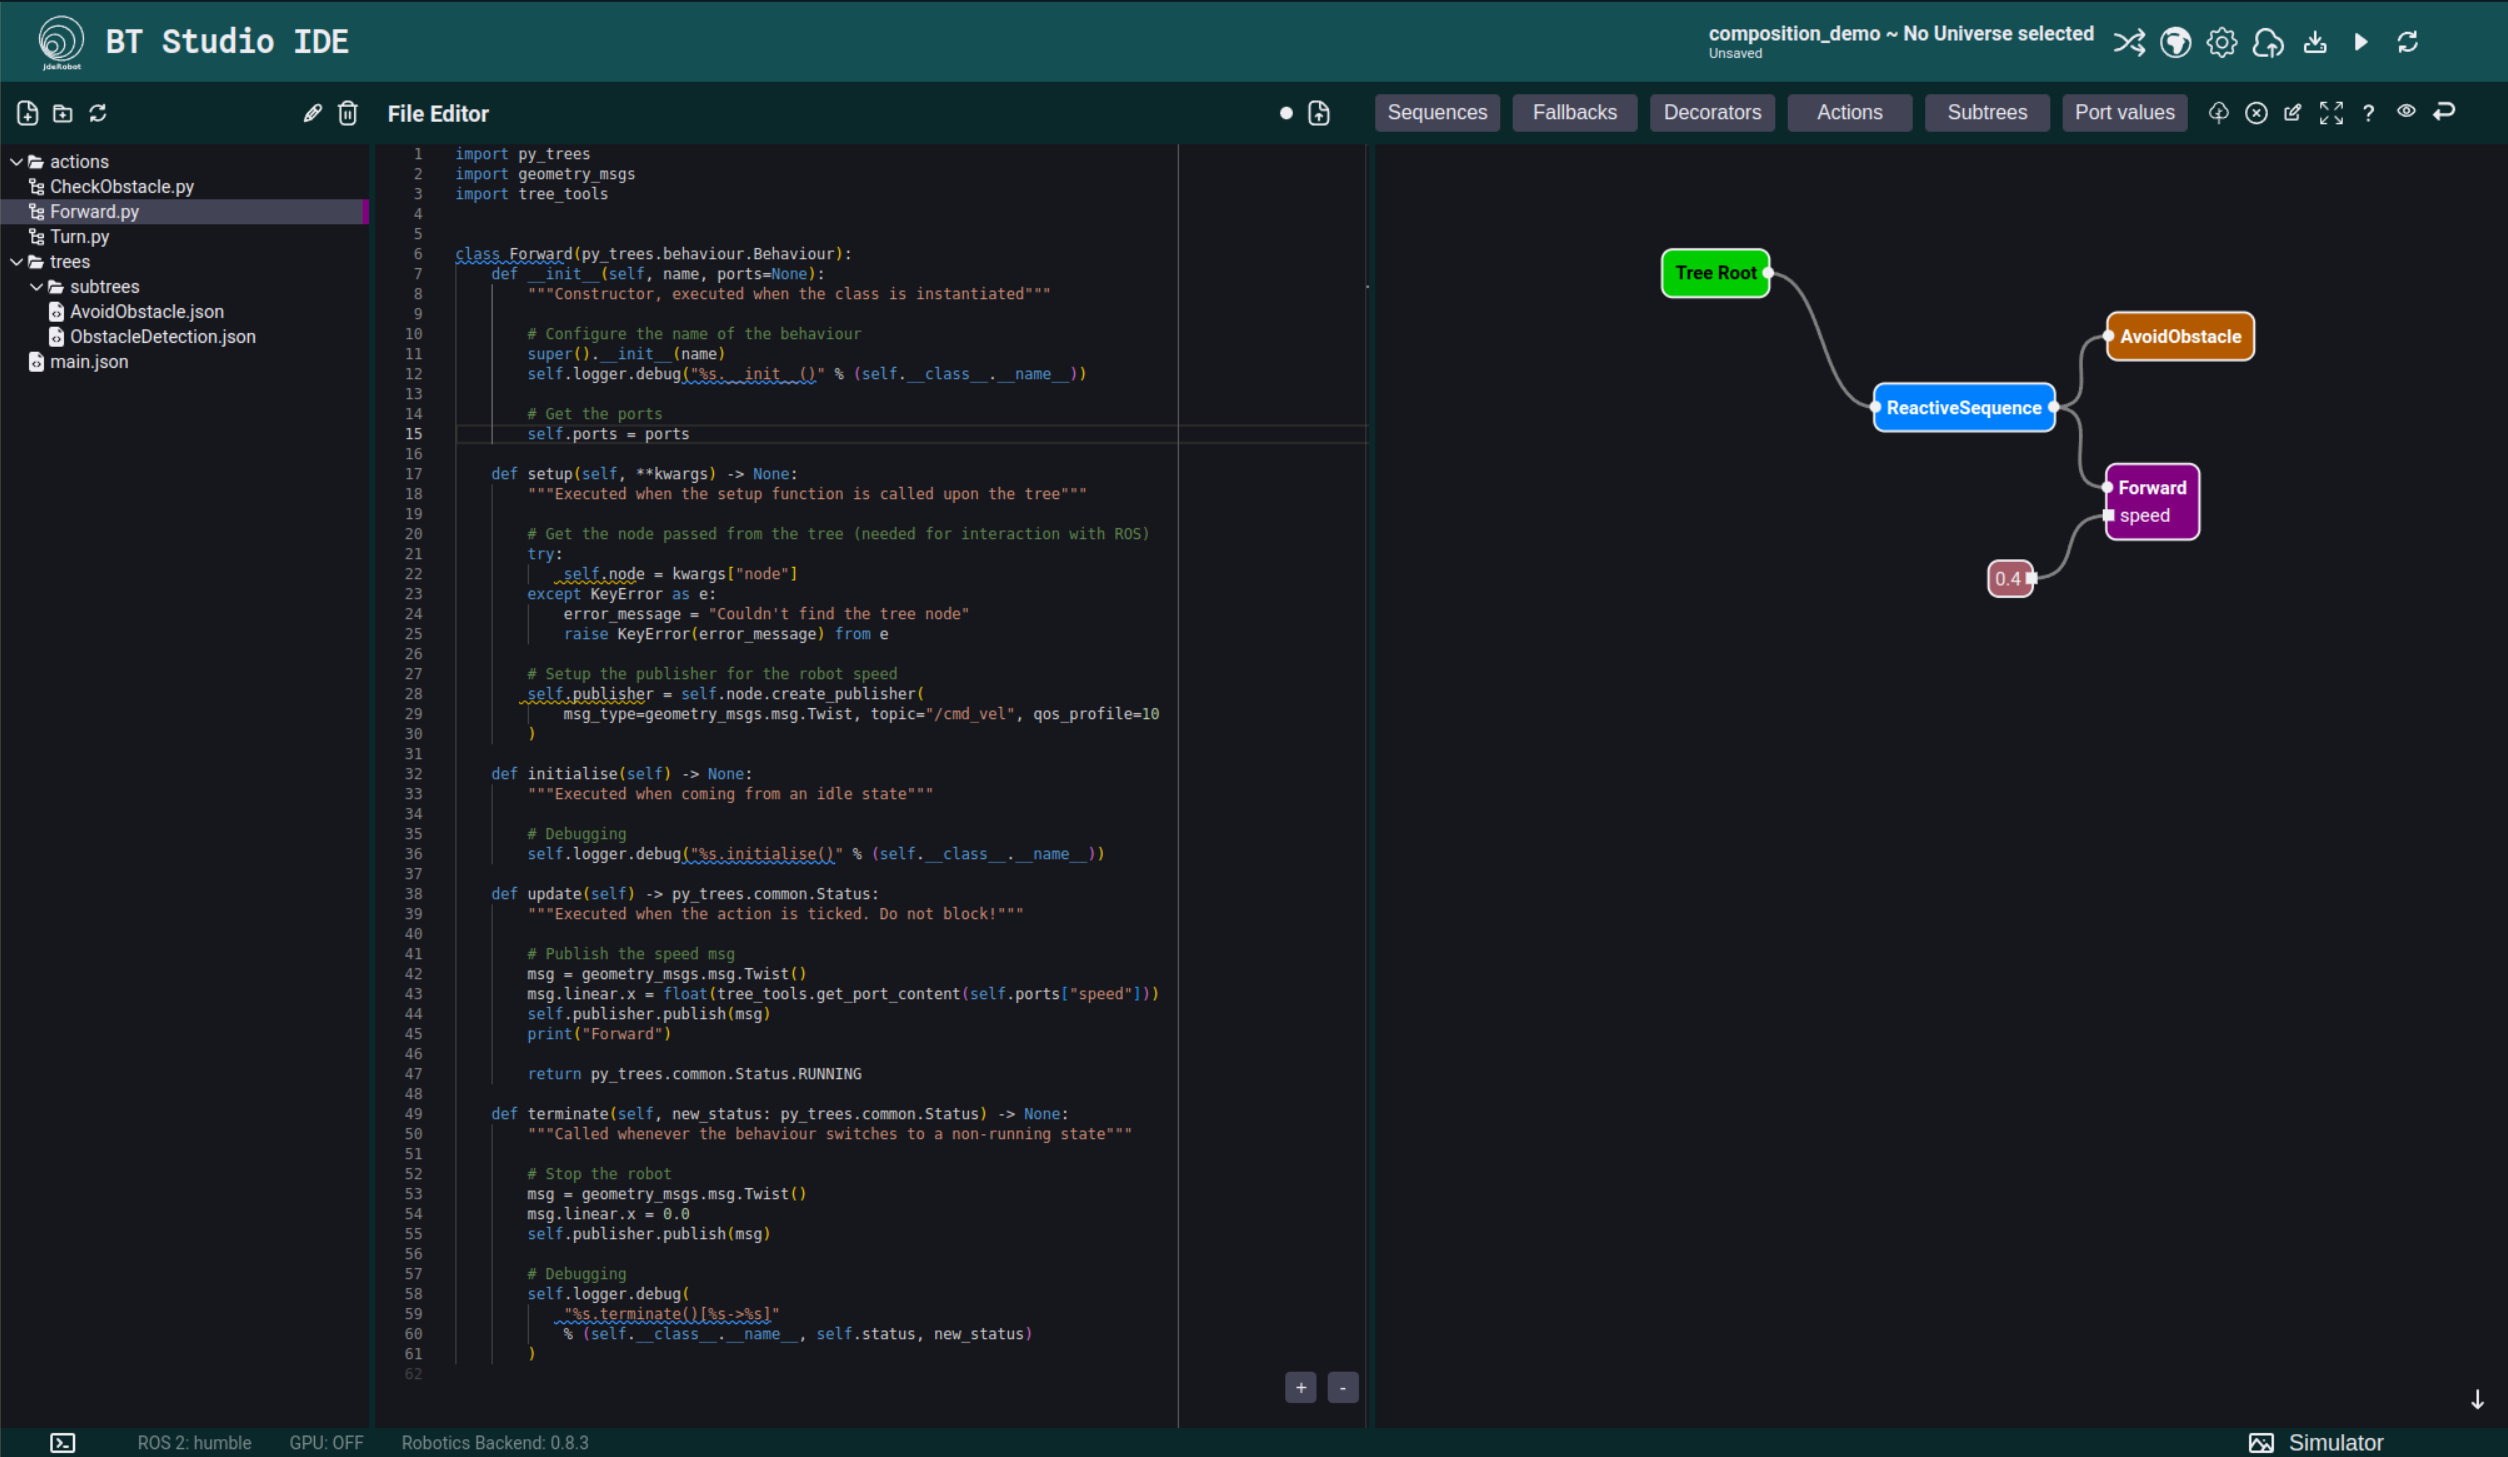 JdeRobot
BT Studio IDE
composition_demo ~ No Universe selected
Unsaved
File Editor
Sequences
Fallbacks
Decorators
Actions
Subtrees
Port values
?
actions
CheckObstacle.py
Forward.py
Turn.py
trees
subtrees
AvoidObstacle.json
ObstacleDetection.json
main.json
1 import py_trees
2 import geometry_msgs
3 import tree_tools
4
5
6 class Forward(py_trees.behaviour.Behaviour):
7     def __init__(self, name, ports=None):
8         """Constructor, executed when the class is instantiated"""
9
10         # Configure the name of the behaviour
11         super().__init__(name)
12         self.logger.debug("%s.__init__()" % (self.__class__.__name__))
13
14         # Get the ports
15         self.ports = ports
16
17     def setup(self, **kwargs) -> None:
18         """Executed when the setup function is called upon the tree"""
19
20         # Get the node passed from the tree (needed for interaction with ROS)
21         try:
22             self.node = kwargs["node"]
23         except KeyError as e:
24             error_message = "Couldn't find the tree node"
25             raise KeyError(error_message) from e
26
27         # Setup the publisher for the robot speed
28         self.publisher = self.node.create_publisher(
29             msg_type=geometry_msgs.msg.Twist, topic="/cmd_vel", qos_profile=10
30         )
31
32     def initialise(self) -> None:
33         """Executed when coming from an idle state"""
34
35         # Debugging
36         self.logger.debug("%s.initialise()" % (self.__class__.__name__))
37
38     def update(self) -> py_trees.common.Status:
39         """Executed when the action is ticked. Do not block!"""
40
41         # Publish the speed msg
42         msg = geometry_msgs.msg.Twist()
43         msg.linear.x = float(tree_tools.get_port_content(self.ports["speed"]))
44         self.publisher.publish(msg)
45         print("Forward")
46
47         return py_trees.common.Status.RUNNING
48
49     def terminate(self, new_status: py_trees.common.Status) -> None:
50         """Called whenever the behaviour switches to a non-running state"""
51
52         # Stop the robot
53         msg = geometry_msgs.msg.Twist()
54         msg.linear.x = 0.0
55         self.publisher.publish(msg)
56
57         # Debugging
58         self.logger.debug(
59             "%s.terminate()[%s->%s]"
60             % (self.__class__.__name__, self.status, new_status)
61         )
62
+
-
Tree Root
AvoidObstacle
ReactiveSequence
Forward
speed
0.4
ROS 2: humble
GPU: OFF
Robotics Backend: 0.8.3
Simulator